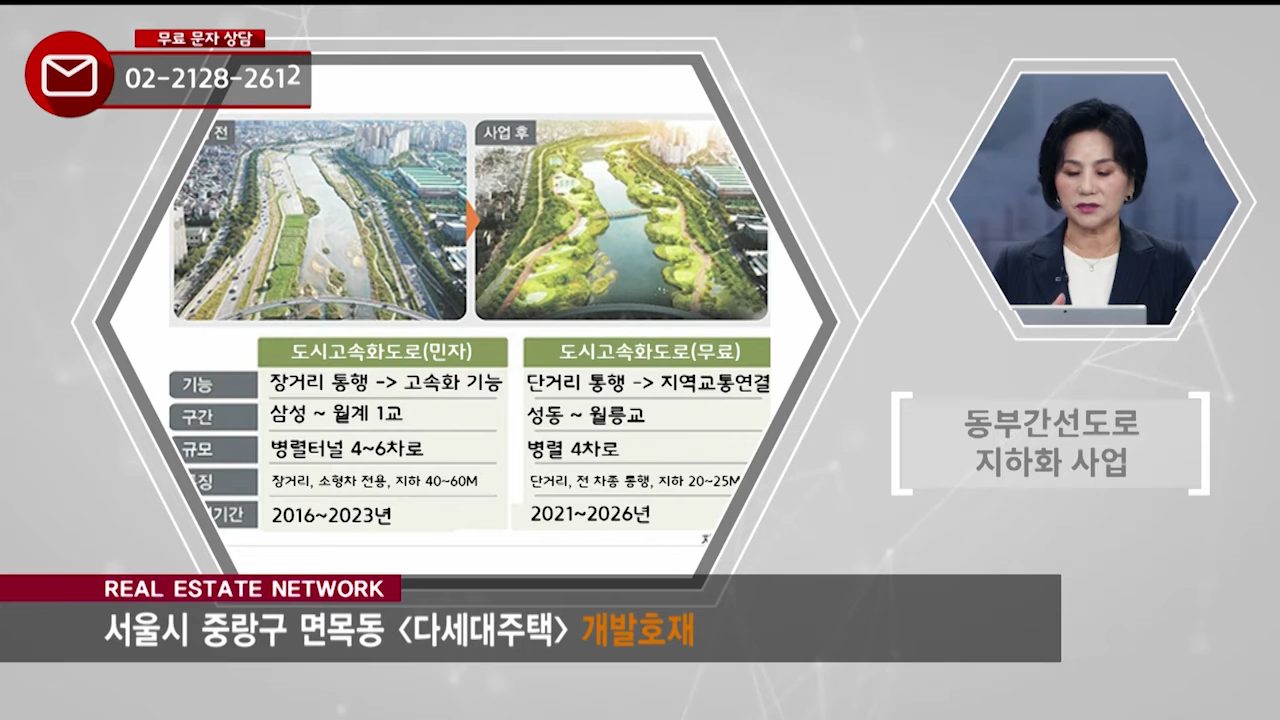 무료 문자 상담
02-2128-2612
전
사업 후
도시고속화도로(민자)
도시고속화도로(무료)
기능
장거리 통행 -> 고속화 기능
단거리 통행 -> 지역교통연결
구간
삼성 ~ 월계 1교
성동 ~ 월릉교
규모
병렬터널 4~6차로
병렬 4차로
징
장거리, 소형차 전용, 지하 40~60M
단거리, 전 차종 통행, 지하 20~25M
기간
2016~2023년
2021~2026년
동부간선도로
지하화 사업
REAL ESTATE NETWORK
서울시 중랑구 면목동 <다세대주택> 개발호재